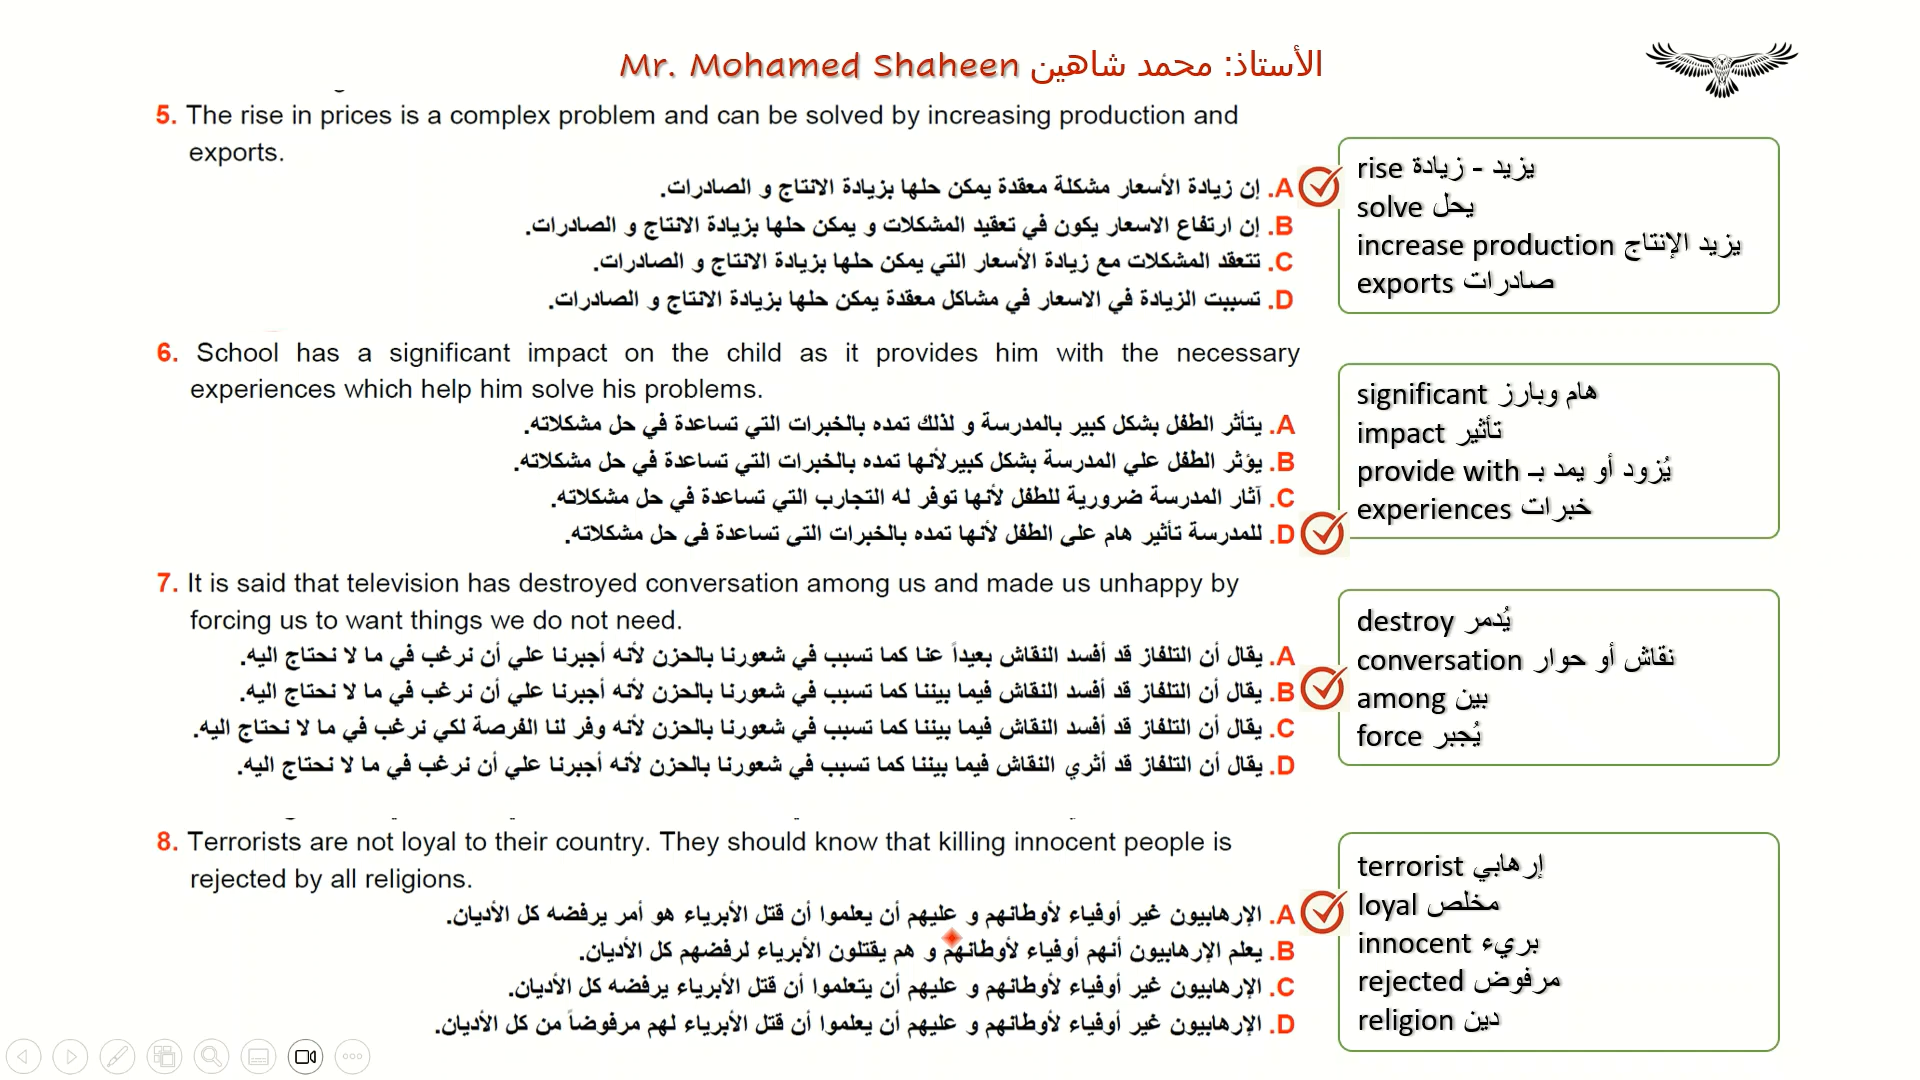 Mr. Mohamed Shaheen الأستاذ: محمد شاهين
5. The rise in prices is a complex problem and can be solved by increasing production and
exports.
A. إن زيادة الأسعار مشكلة معقدة يمكن حلها بزيادة الانتاج و الصادرات.
B. إن ارتفاع الاسعار يكون في تعقيد المشكلات و يمكن حلها بزيادة الانتاج و الصادرات.
C. تتعقد المشكلات مع زيادة الأسعار التي يمكن حلها بزيادة الانتاج و الصادرات.
D. تسببت الزيادة في الاسعار في مشاكل معقدة يمكن حلها بزيادة الانتاج و الصادرات.
rise يزيد - زيادة
solve يحل
increase production يزيد الإنتاج
exports صادرات
6. School has a significant impact on the child as it provides him with the necessary
experiences which help him solve his problems.
A. يتأثر الطفل بشكل كبير بالمدرسة و لذلك تمده بالخبرات التي تساعدة في حل مشكلاته.
B. يؤثر الطفل علي المدرسة بشكل كبيرلأنها تمده بالخبرات التي تساعدة في حل مشكلاته.
C. آثار المدرسة ضرورية للطفل لأنها توفر له التجارب التي تساعدة في حل مشكلاته.
D. للمدرسة تأثير هام علي الطفل لأنها تمده بالخبرات التي تساعدة في حل مشكلاته.
significant هام وبارز
impact تأثير
provide with يُزود أو يمد بـ
experiences خبرات
7. It is said that television has destroyed conversation among us and made us unhappy by
forcing us to want things we do not need.
A. يقال أن التلفاز قد أفسد النقاش بعيداً عنا كما تسبب في شعورنا بالحزن لأنه أجبرنا علي أن نرغب في ما لا نحتاج اليه.
B. يقال أن التلفاز قد أفسد النقاش فيما بيننا كما تسبب في شعورنا بالحزن لأنه أجبرنا علي أن نرغب في ما لا نحتاج اليه.
C. يقال أن التلفاز قد أفسد النقاش فيما بيننا كما تسبب في شعورنا بالحزن لأنه وفر لنا الفرصة لكي نرغب في ما لا نحتاج اليه.
D. يقال أن التلفاز قد أثري النقاش فيما بيننا كما تسبب في شعورنا بالحزن لأنه أجبرنا علي أن نرغب في ما لا نحتاج اليه.
destroy يُدمر
conversation نقاش أو حوار
among بين
force يُجبر
8. Terrorists are not loyal to their country. They should know that killing innocent people is
rejected by all religions.
A. الإرهابيون غير أوفياء لأوطانهم و عليهم أن يعلموا أن قتل الأبرياء هو أمر يرفضه كل الأديان.
B. يعلم الإرهابيون أنهم أوفياء لأوطانهم و هم يقتلون الأبرياء لرفضهم كل الأديان.
C. الإرهابيون غير أوفياء لأوطانهم و عليهم أن يتعلموا أن قتل الأبرياء يرفضه كل الأديان.
D. الإرهابيون غير أوفياء لأوطانهم و عليهم أن يعلموا أن قتل الأبرياء لهم مرفوضاً من كل الأديان.
terrorist إرهابي
loyal مخلص
innocent بريء
rejected مرفوض
religion دين